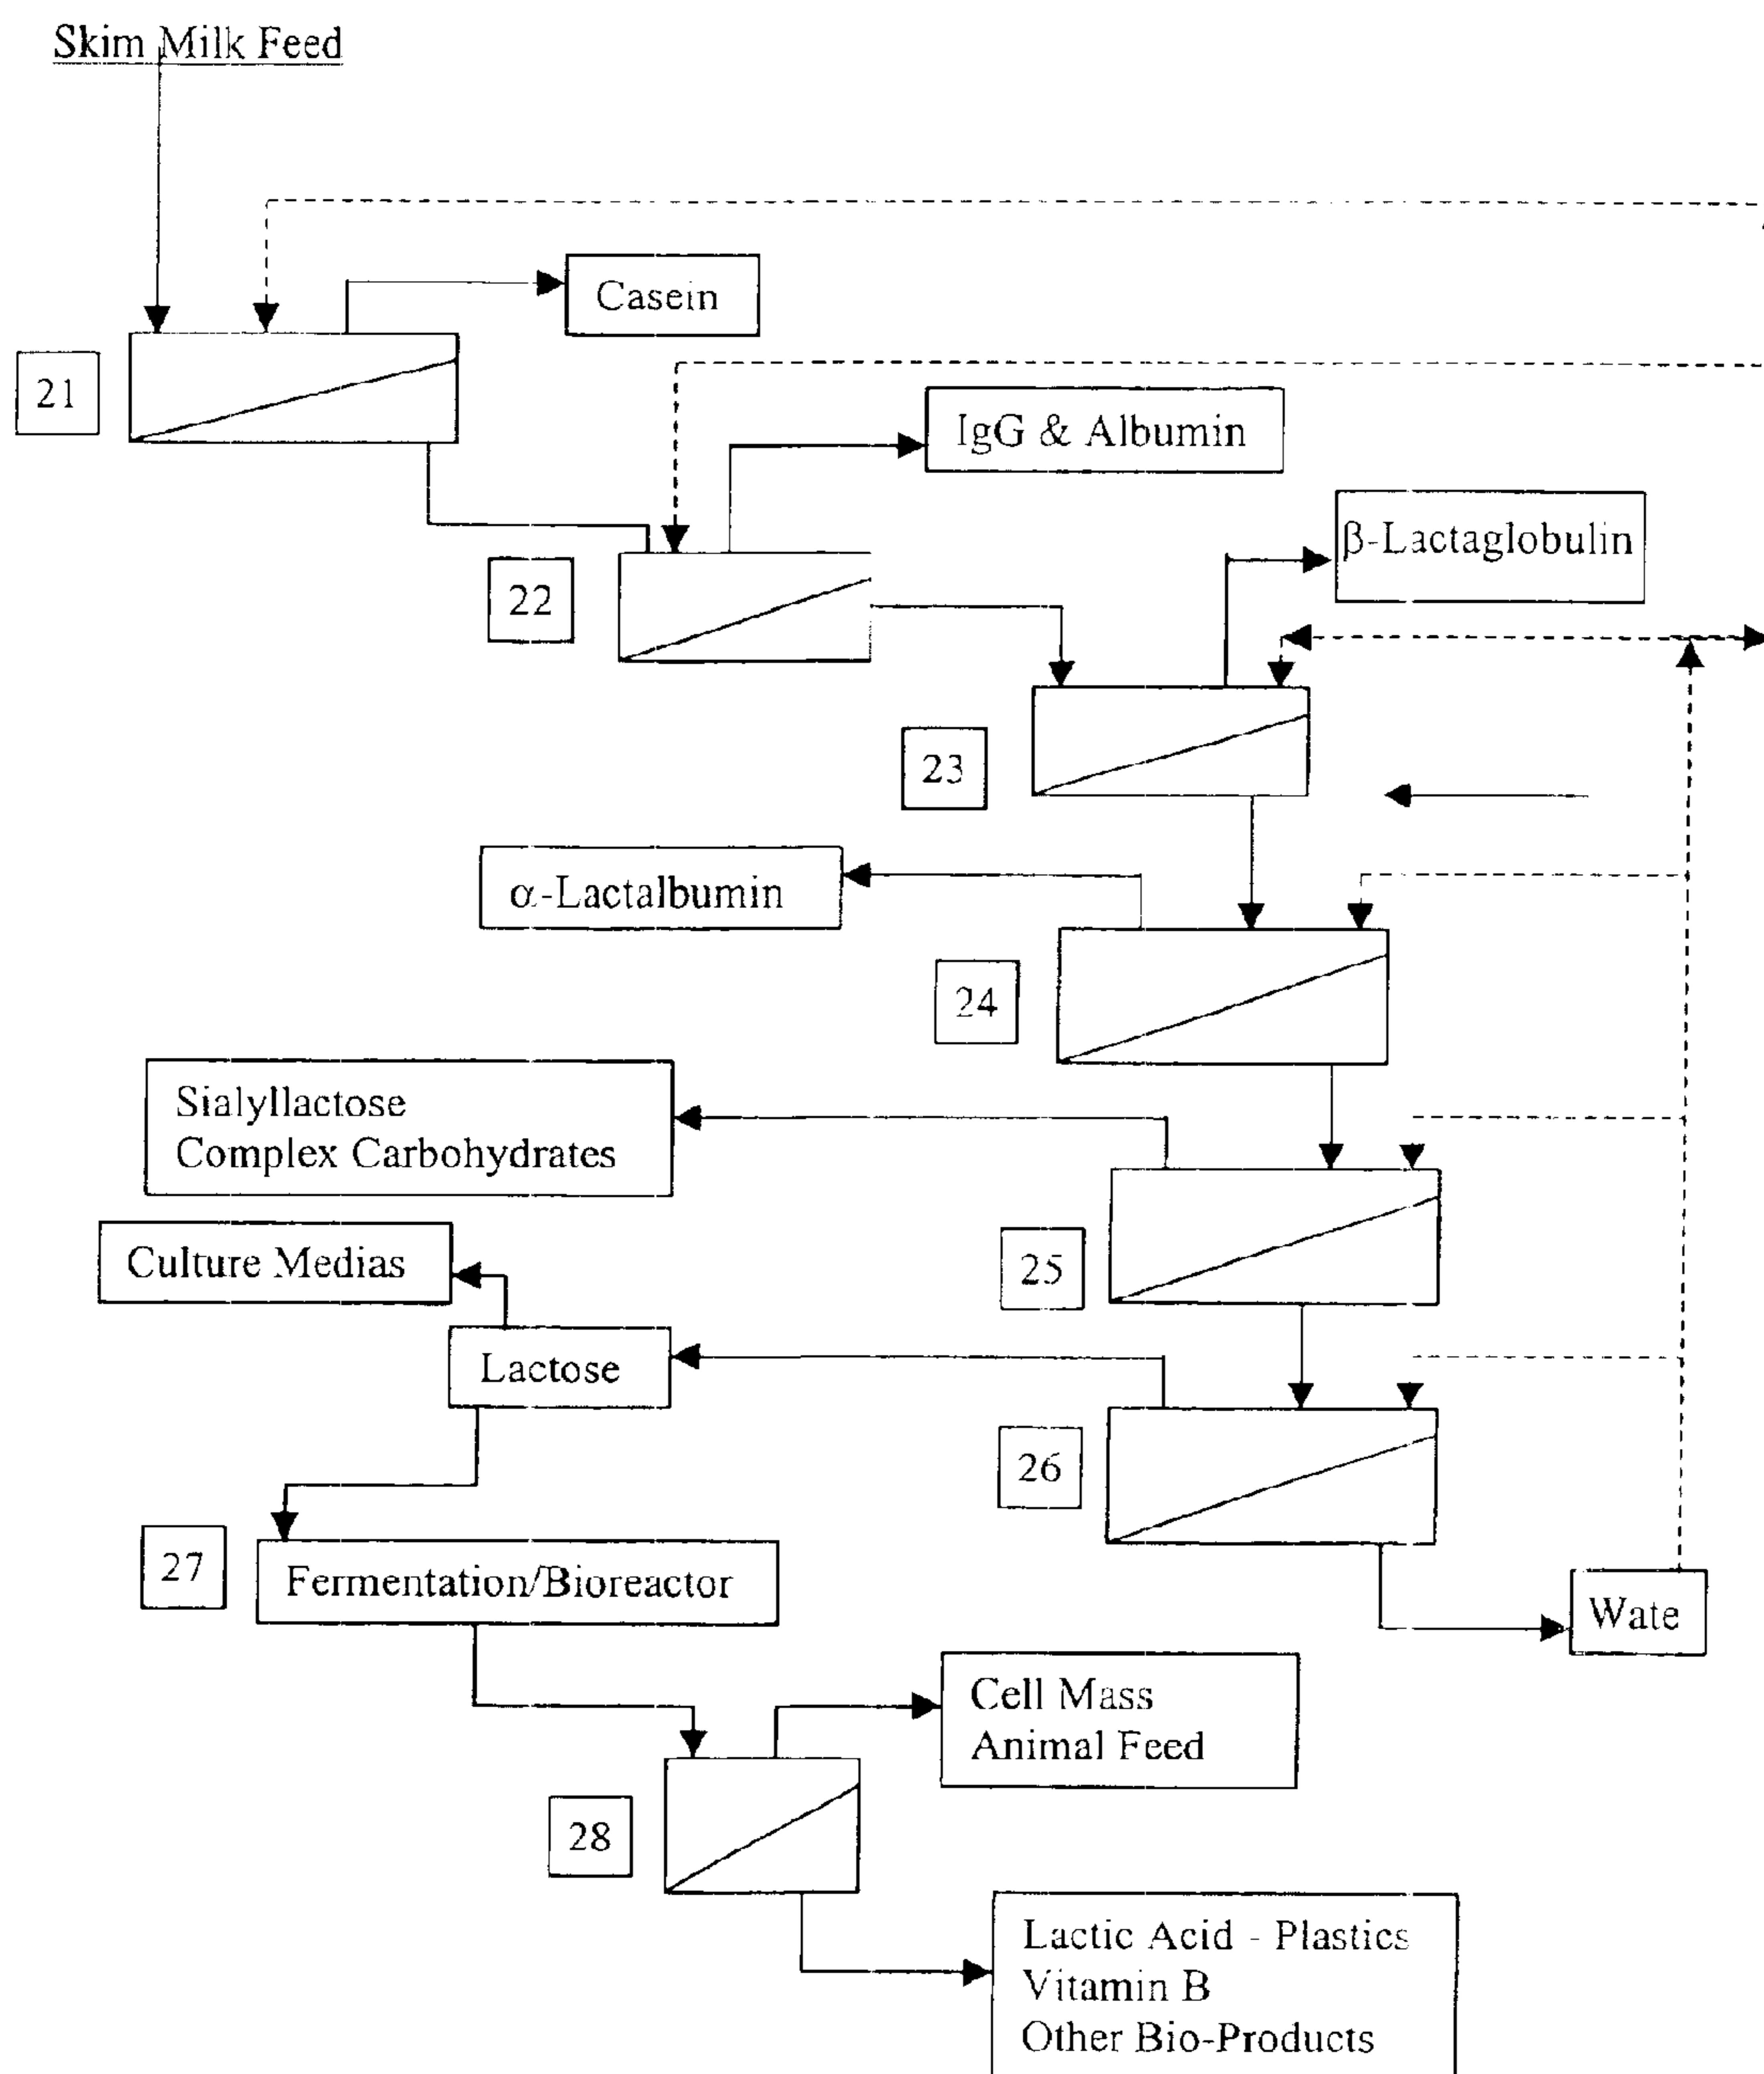 Skim Milk Feed
Casein
21
IgG & Albumin
β-Lactaglobulin
22
23
α-Lactalbumin
24
Sialyllactose
Complex Carbohydrates
Culture Medias
25
Lactose
26
27
Fermentation/Bioreactor
Wate
Cell Mass
Animal Feed
28
Lactic Acid - Plastics
Vitamin B
Other Bio-Products